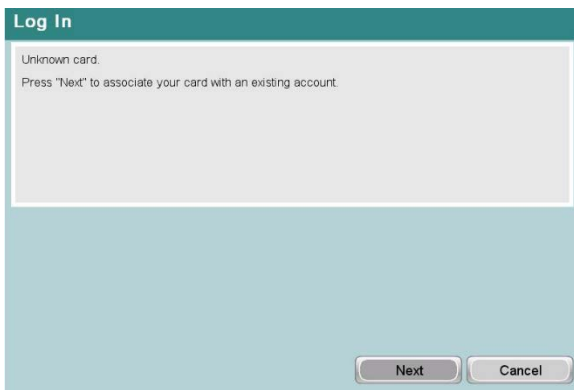 Log In
Unknown card.
Press "Next" to associate your card with an existing account.
Next
Cancel